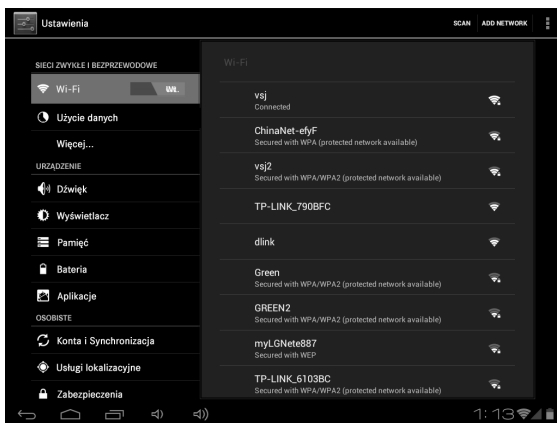 Ustawienia
SCAN ADD NETWORK
SIECI ZWYKŁE I BEZPRZEWODOWE
Wi-Fi
WŁ.
Użycie danych
Więcej...
URZĄDZENIE
Dźwięk
Wyświetlacz
Pamięć
Bateria
Aplikacje
OSOBISTE
Konta i Synchronizacja
Usługi lokalizacyjne
Zabezpieczenia
Wi-Fi
vsj
Connected
ChinaNet-efyF
Secured with WPA (protected network available)
vsj2
Secured with WPA/WPA2 (protected network available)
TP-LINK_790BFC
dlink
Green
Secured with WPA/WPA2 (protected network available)
GREEN2
Secured with WPA/WPA2 (protected network available)
myLGNete887
Secured with WEP
TP-LINK_6103BC
Secured with WPA/WPA2 (protected network available)
1:13